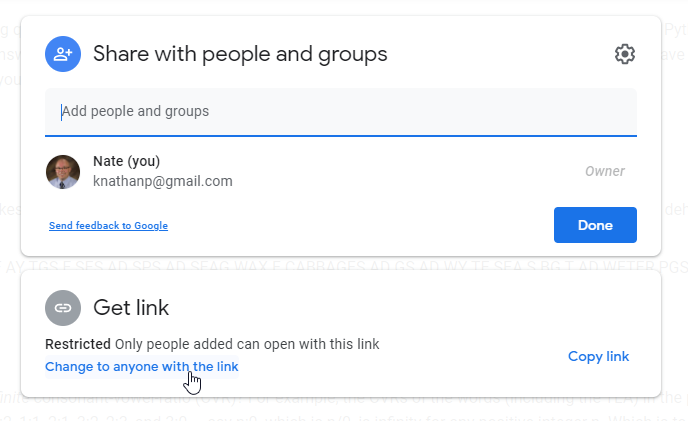 Share with people and groups
Add people and groups
Nate (you)
knathanp@gmail.com
Owner
Send feedback to Google
Done
Get link
Restricted Only people added can open with this link
Change to anyone with the link
Copy link